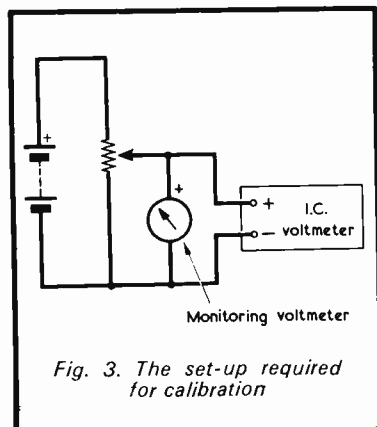 +
+
+ I.C.
− voltmeter
Monitoring voltmeter
Fig. 3. The set-up required
for calibration